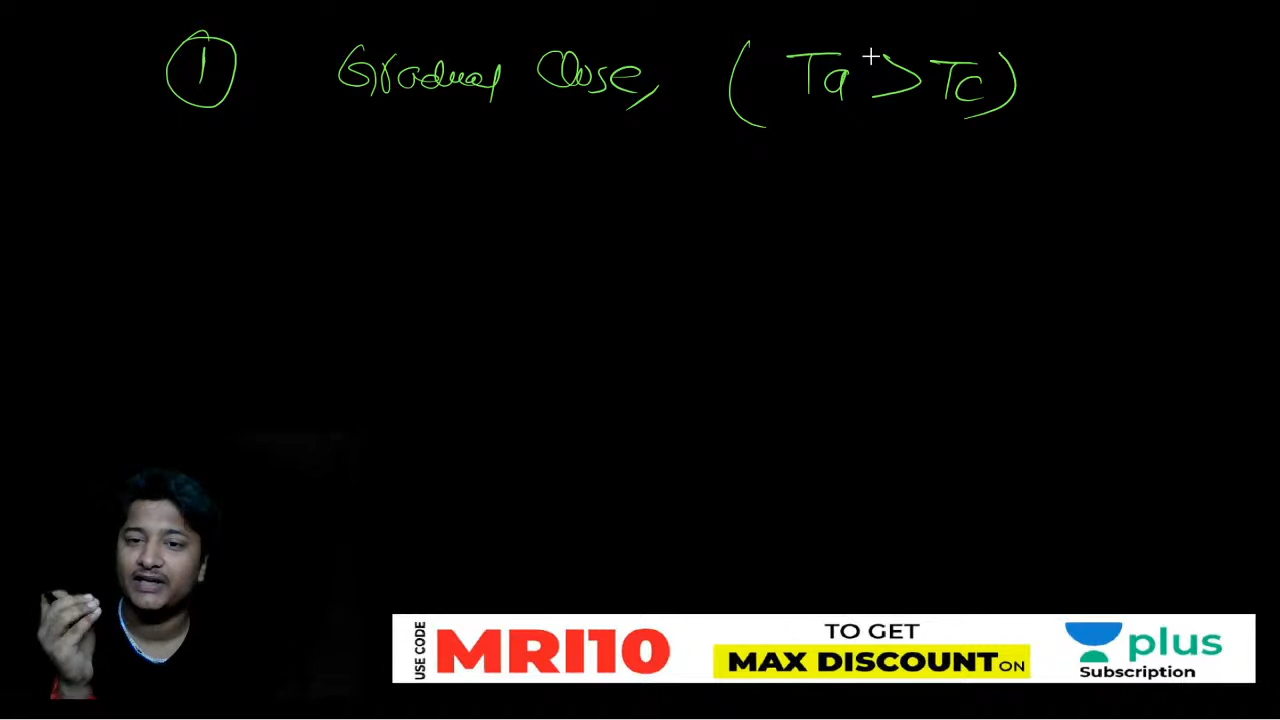 1 Gradual Close, (Ta > Tc)
USE CODE MRI10 TO GET MAX DISCOUNT ON plus Subscription